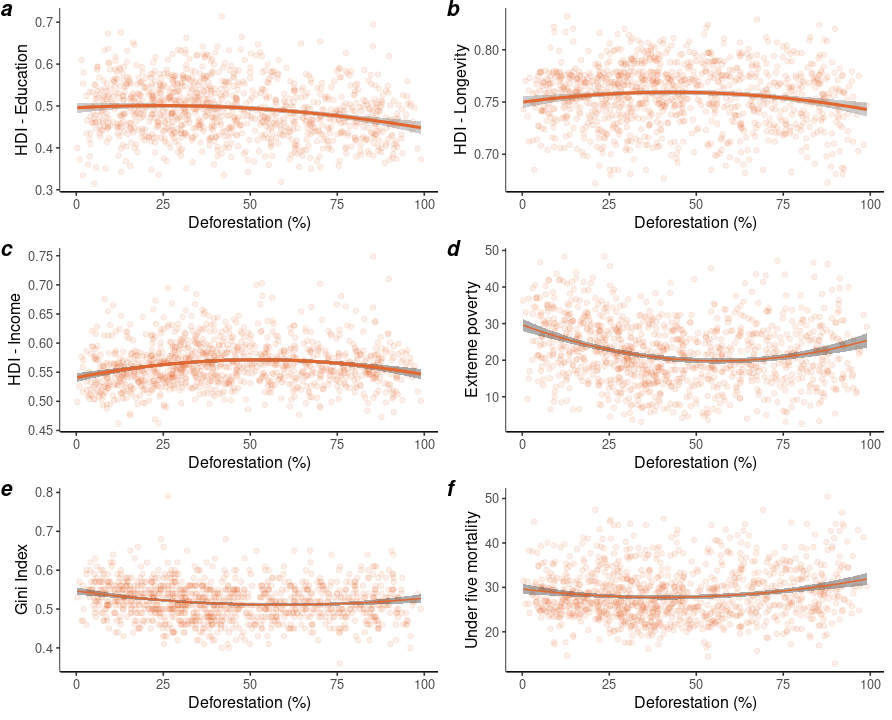 a
HDI - Education
0.7
0.6
0.5
0.4
0.3
0 25 50 75 100
Deforestation (%)
b
HDI - Longevity
0.80
0.75
0.70
0 25 50 75 100
Deforestation (%)
c
HDI - Income
0.75
0.70
0.65
0.60
0.55
0.50
0.45
0 25 50 75 100
Deforestation (%)
d
Extreme poverty
50
40
30
20
10
0 25 50 75 100
Deforestation (%)
e
Gini Index
0.8
0.7
0.6
0.5
0.4
0 25 50 75 100
Deforestation (%)
f
Under five mortality
50
40
30
20
0 25 50 75 100
Deforestation (%)